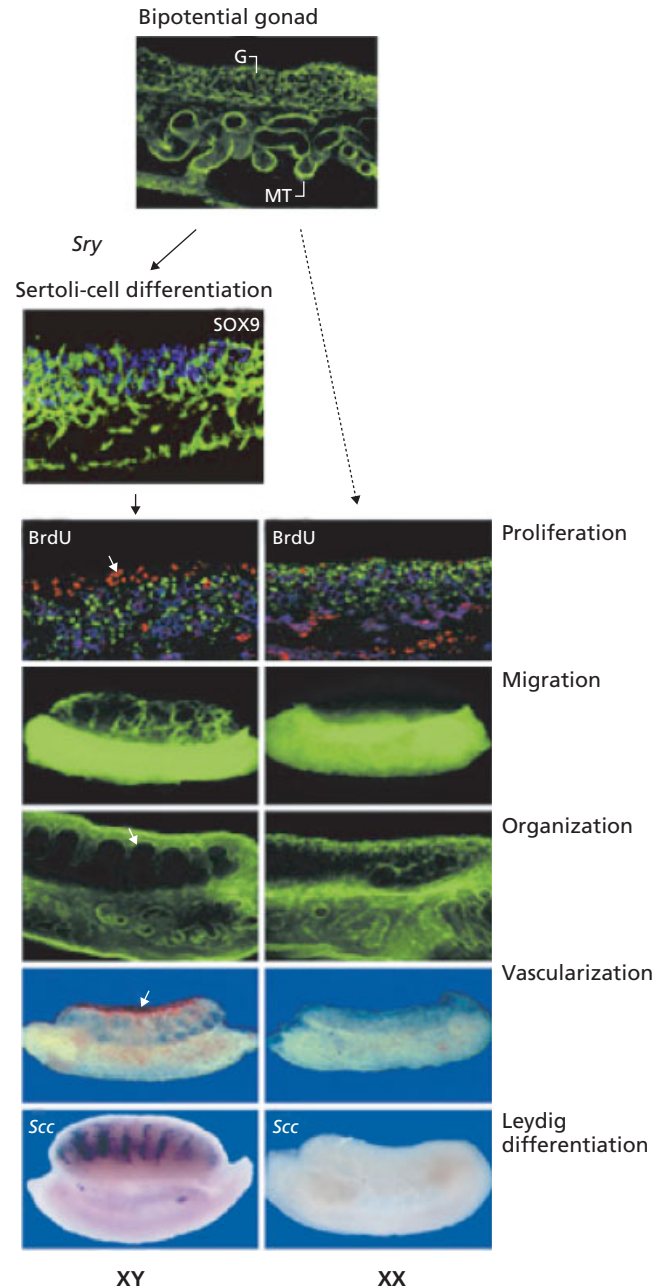 Bipotential gonad
G
MT
Sry
Sertoli-cell differentiation
SOX9
BrdU
BrdU
Proliferation
Migration
Organization
Vascularization
Scc
Scc
Leydig
differentiation
XY
XX